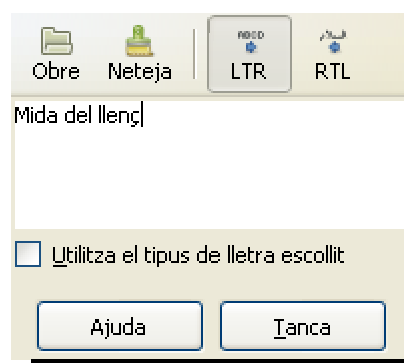 Obre Neteja LTR RTL
Mida del llenç
Utilitza el tipus de lletra escollit
Ajuda Tanca